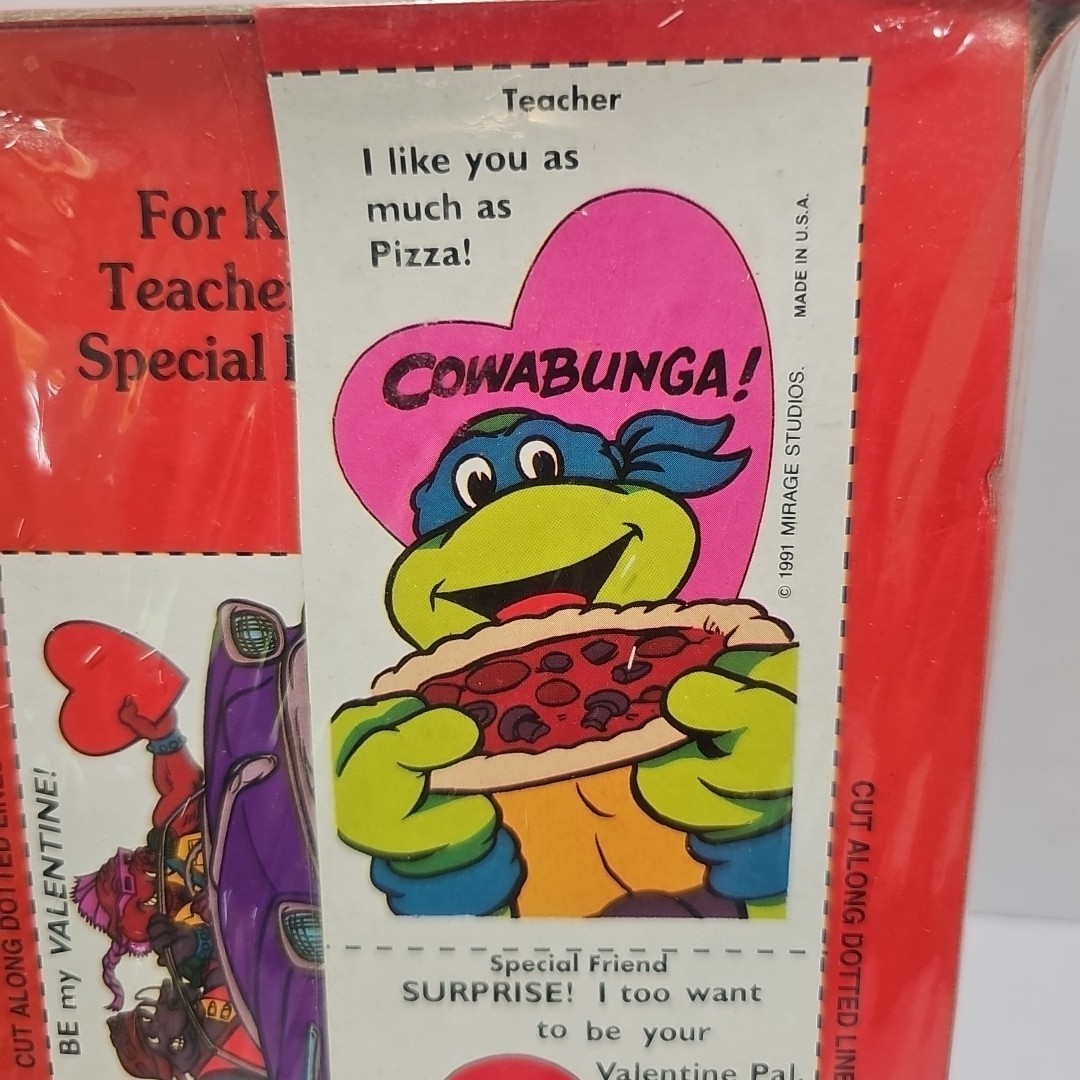 For K
Teache
Special
Teacher
I like you as
much as
Pizza!
COWABUNGA!
© 1991 MIRAGE STUDIOS. MADE IN U.S.A.
CUT ALONG DOTTED LINE
Special Friend
SURPRISE! I too want
to be your
Valentine Pal.
BE my VALENTINE!
CUT ALONG DOTTED LINES